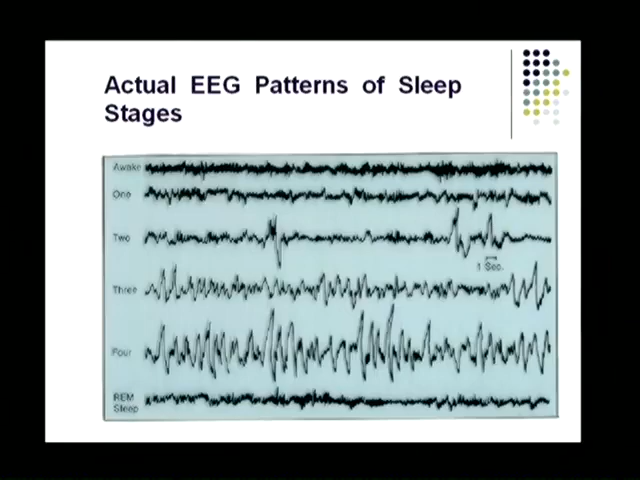 Actual EEG Patterns of Sleep
Stages
Awake
One
Two
1 Sec.
Three
Four
REM
Sleep